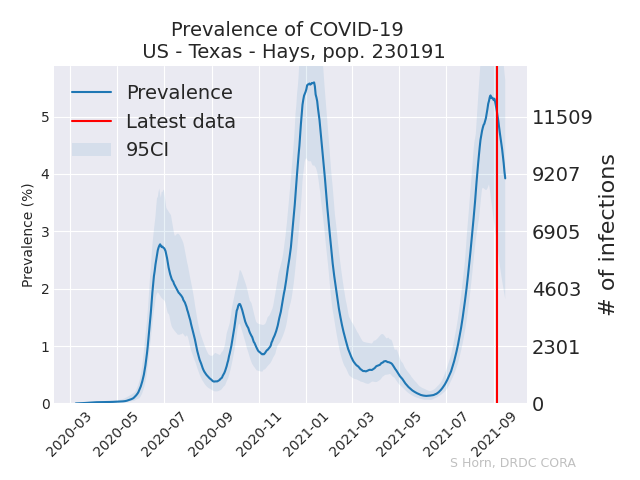 Prevalence of COVID-19
US - Texas - Hays, pop. 230191
Prevalence
Latest data
95CI
Prevalence (%)
5
4
3
2
1
0
11509
9207
6905
4603
2301
0
# of infections
2020-03
2020-05
2020-07
2020-09
2020-11
2021-01
2021-03
2021-05
2021-07
2021-09
S Horn, DRDC CORA